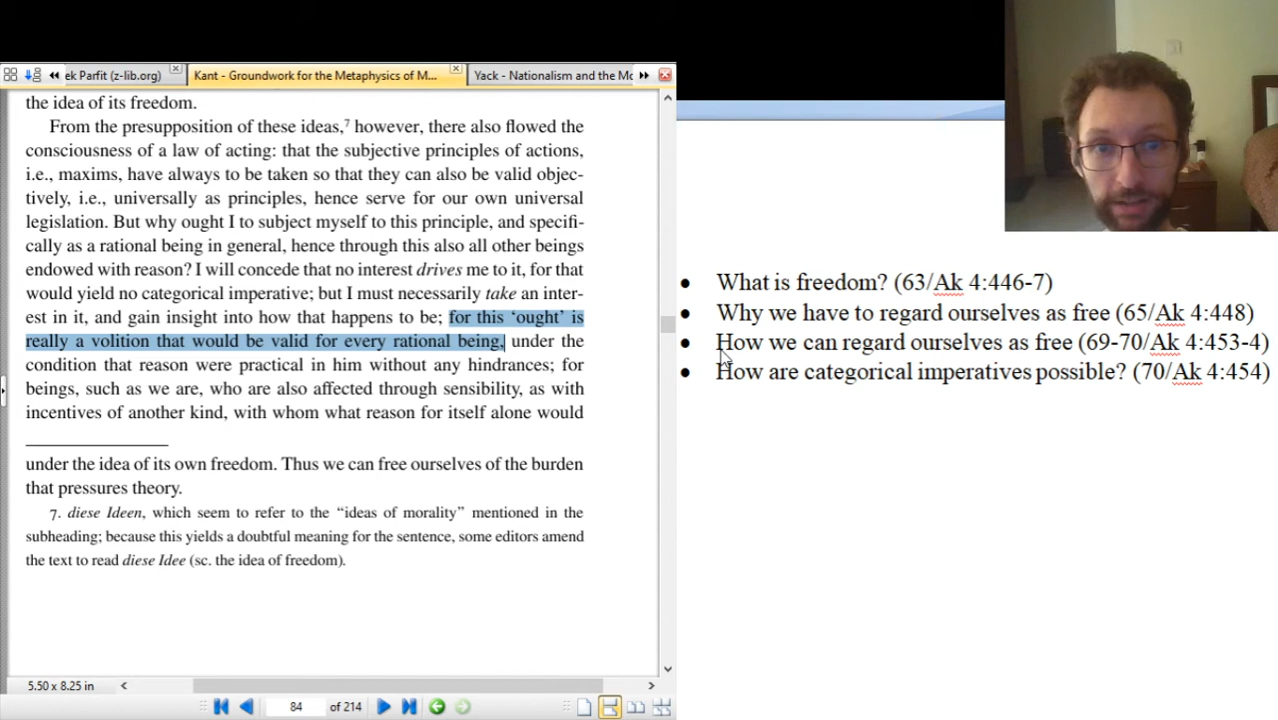 ek Parfit (z-lib.org)
Kant - Groundwork for the Metaphysics of M...
Yack - Nationalism and the Mo
the idea of its freedom.
From the presupposition of these ideas,7 however, there also flowed the
consciousness of a law of acting: that the subjective principles of actions,
i.e., maxims, have always to be taken so that they can also be valid objec-
tively, i.e., universally as principles, hence serve for our own universal
legislation. But why ought I to subject myself to this principle, and specifi-
cally as a rational being in general, hence through this also all other beings
endowed with reason? I will concede that no interest drives me to it, for that
would yield no categorical imperative; but I must necessarily take an inter-
est in it, and gain insight into how that happens to be; for this ‘ought’ is
really a volition that would be valid for every rational being, under the
condition that reason were practical in him without any hindrances; for
beings, such as we are, who are also affected through sensibility, as with
incentives of another kind, with whom what reason for itself alone would
under the idea of its own freedom. Thus we can free ourselves of the burden
that pressures theory.
7. diese Ideen, which seem to refer to the “ideas of morality” mentioned in the
subheading; because this yields a doubtful meaning for the sentence, some editors amend
the text to read diese Idee (sc. the idea of freedom).
5.50 x 8.25 in
84
of 214
• What is freedom? (63/Ak 4:446-7)
• Why we have to regard ourselves as free (65/Ak 4:448)
• How we can regard ourselves as free (69-70/Ak 4:453-4)
• How are categorical imperatives possible? (70/Ak 4:454)